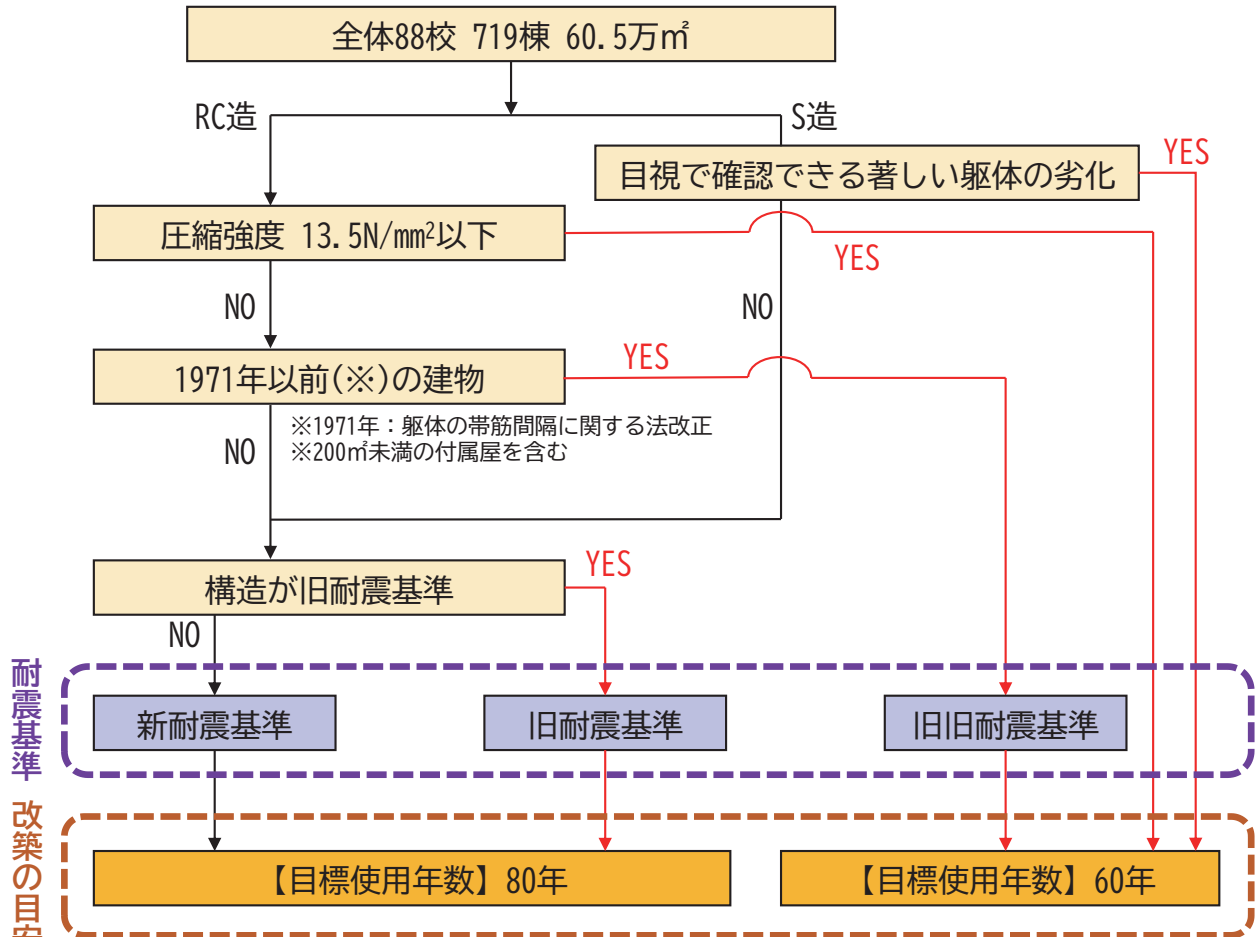 全体88校 719棟 60.5万㎡
RC造
S造
目視で確認できる著しい躯体の劣化
YES
圧縮強度 13.5N/mm²以下
YES
NO
NO
1971年以前(※)の建物
YES
※1971年：躯体の帯筋間隔に関する法改正
※200㎡未満の付属屋を含む
NO
構造が旧耐震基準
YES
NO
耐震基準
新耐震基準
旧耐震基準
旧旧耐震基準
改築の目安
【目標使用年数】80年
【目標使用年数】60年